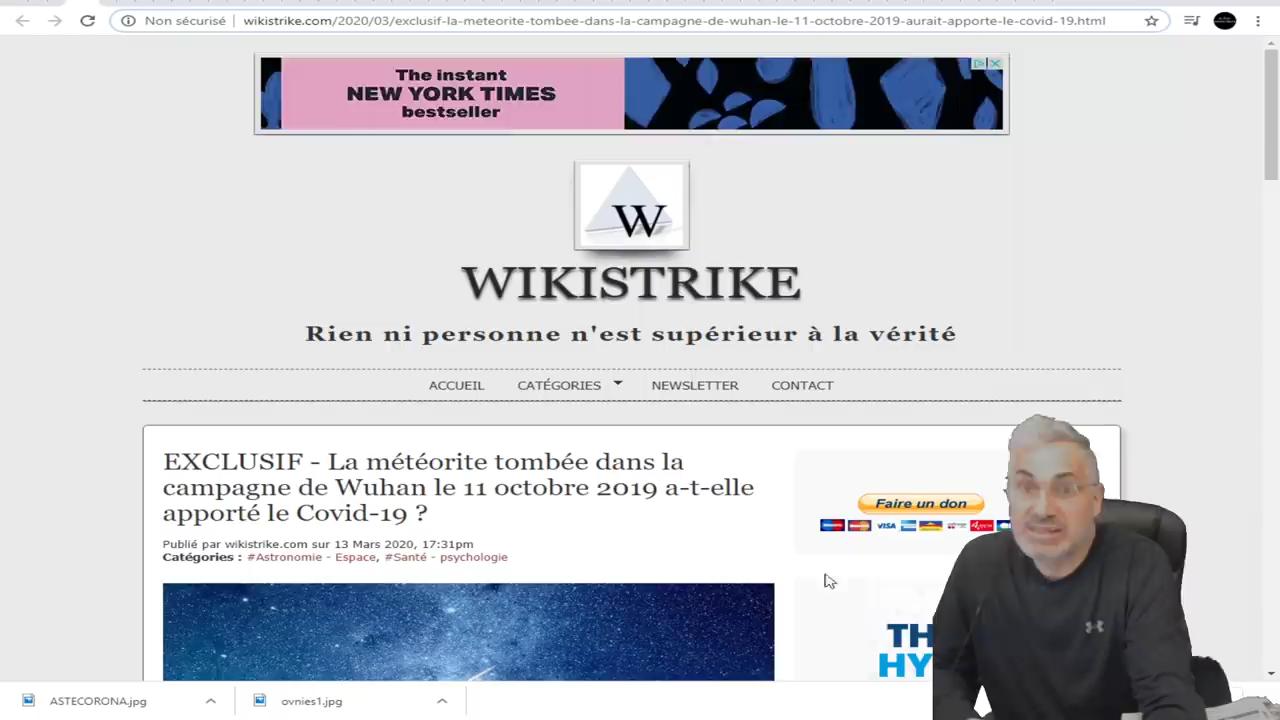 Non sécurisé
wikistrike.com/2020/03/exclusif-la-meteorite-tombee-dans-la-campagne-de-wuhan-le-11-octobre-2019-aurait-apporte-le-covid-19.html
The instant
NEW YORK TIMES
bestseller
W
WIKISTRIKE
Rien ni personne n'est supérieur à la vérité
ACCUEIL CATÉGORIES NEWSLETTER CONTACT
EXCLUSIF - La météorite tombée dans la
campagne de Wuhan le 11 octobre 2019 a-t-elle
apporté le Covid-19 ?
Publié par wikistrike.com sur 13 Mars 2020, 17:31pm
Catégories : #Astronomie - Espace, #Santé - psychologie
Faire un don
VISA
TH
HY
ASTECORONA.jpg
ovnies1.jpg